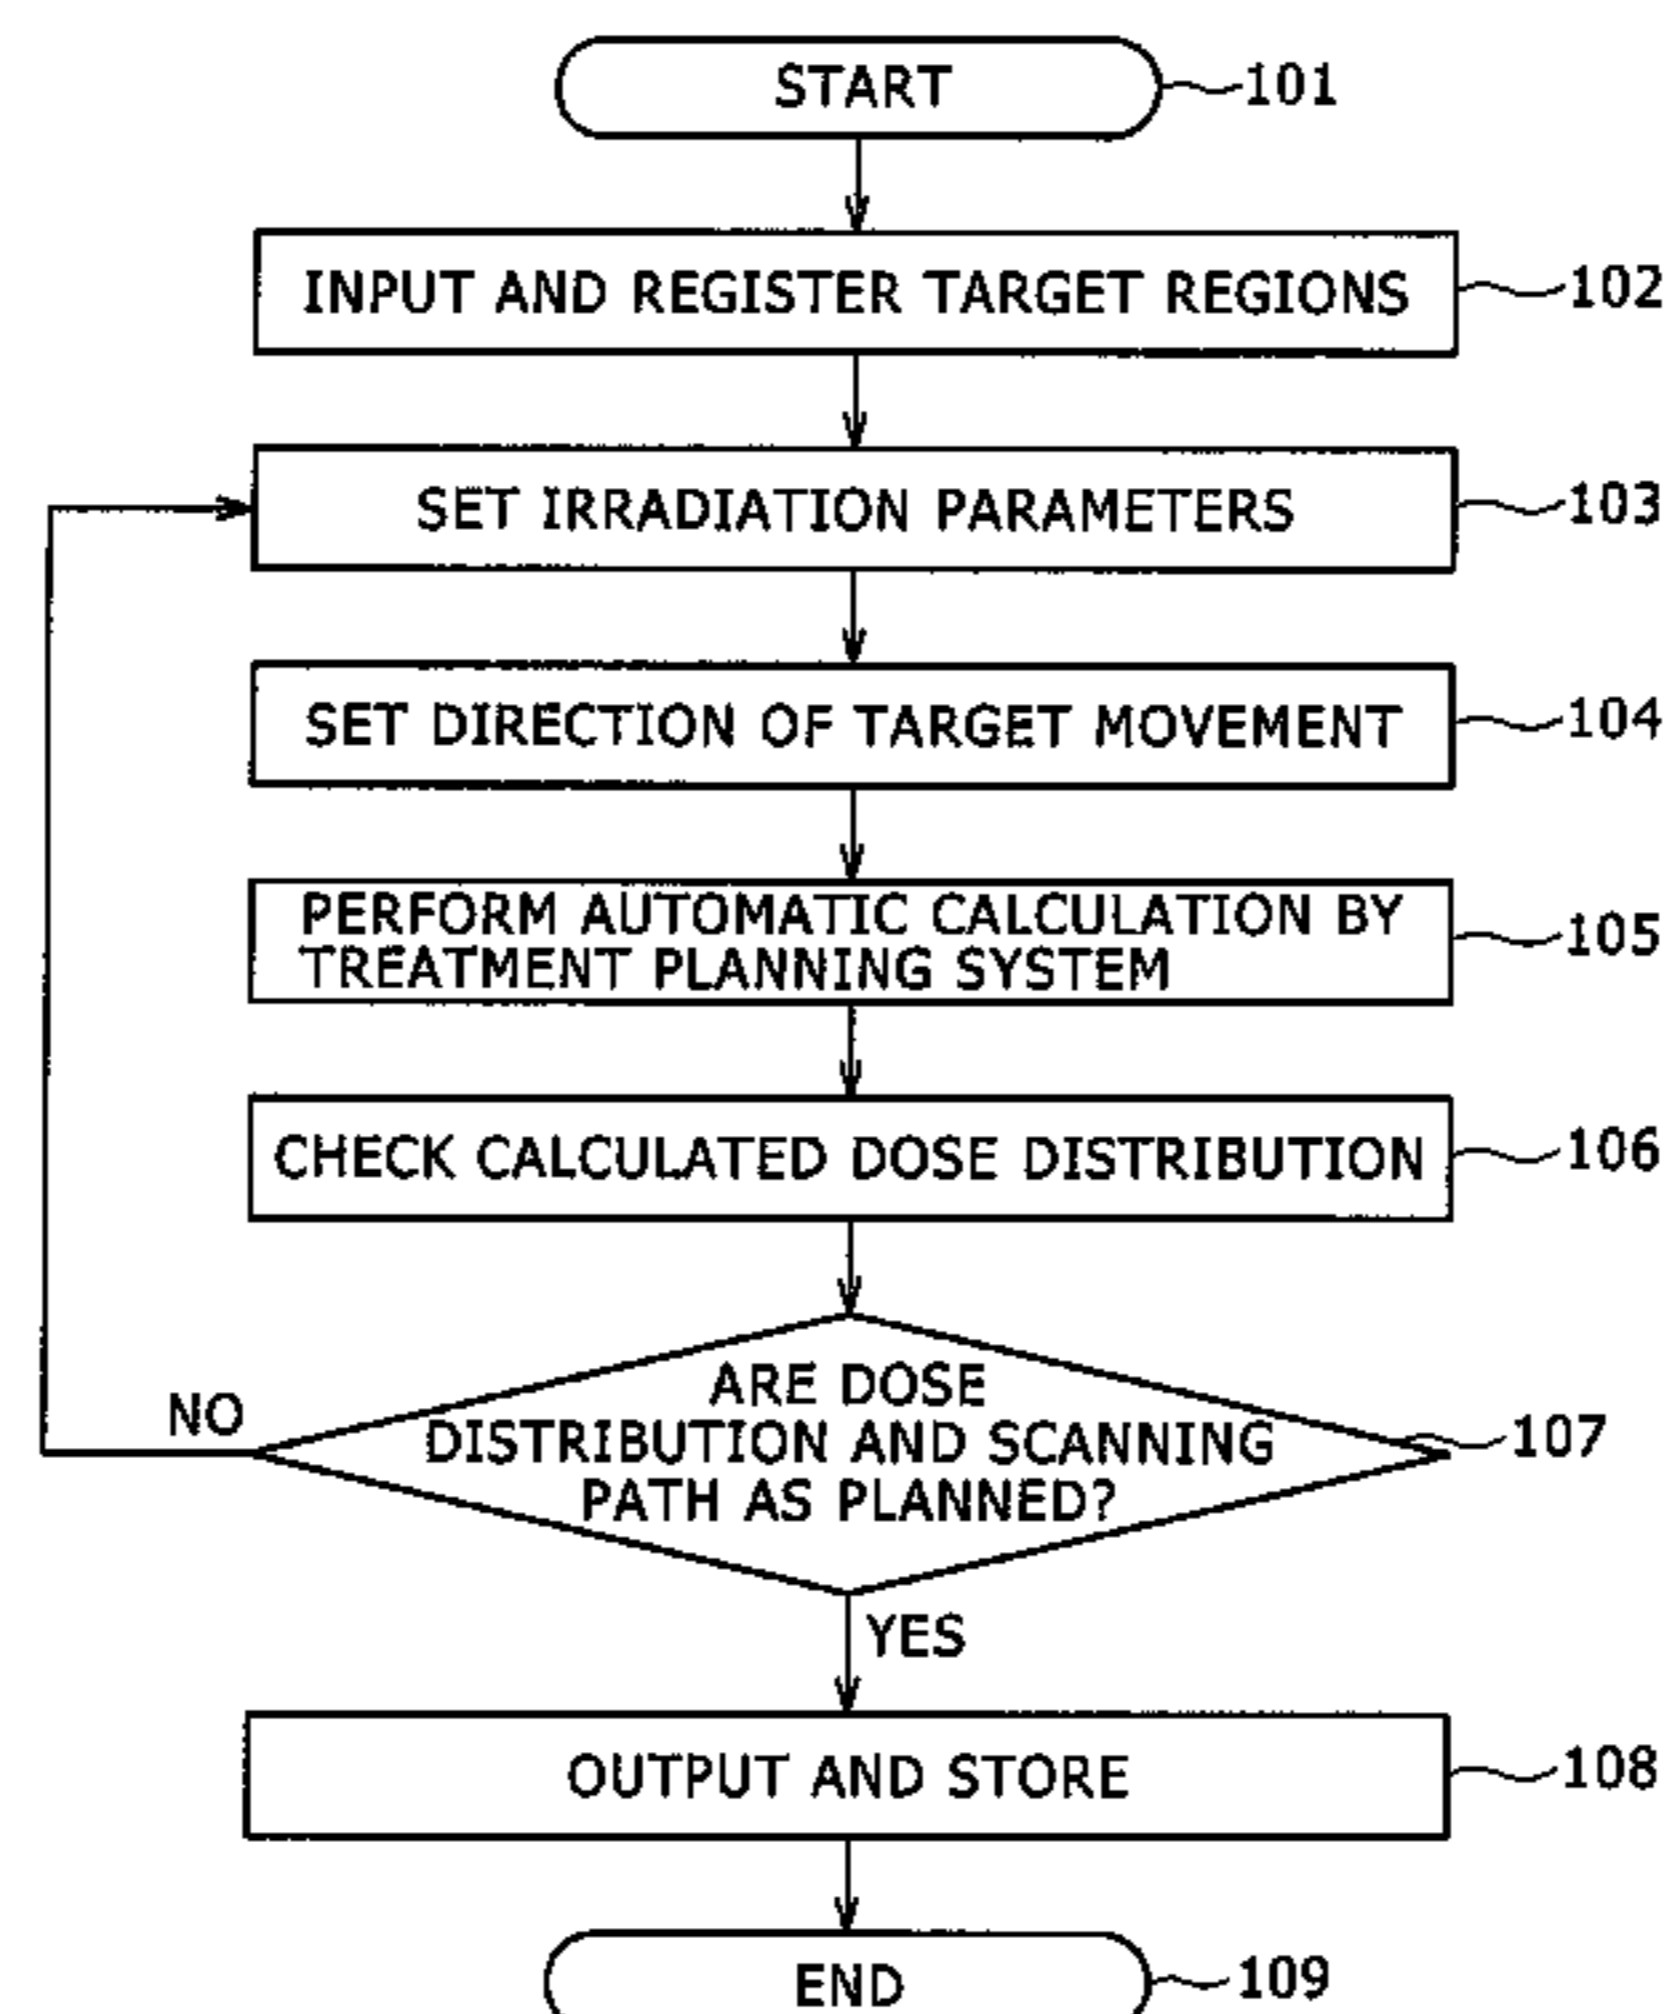 START
101
INPUT AND REGISTER TARGET REGIONS
102
SET IRRADIATION PARAMETERS
103
SET DIRECTION OF TARGET MOVEMENT
104
PERFORM AUTOMATIC CALCULATION BY
TREATMENT PLANNING SYSTEM
105
CHECK CALCULATED DOSE DISTRIBUTION
106
ARE DOSE
DISTRIBUTION AND SCANNING
PATH AS PLANNED?
107
NO
YES
OUTPUT AND STORE
108
END
109